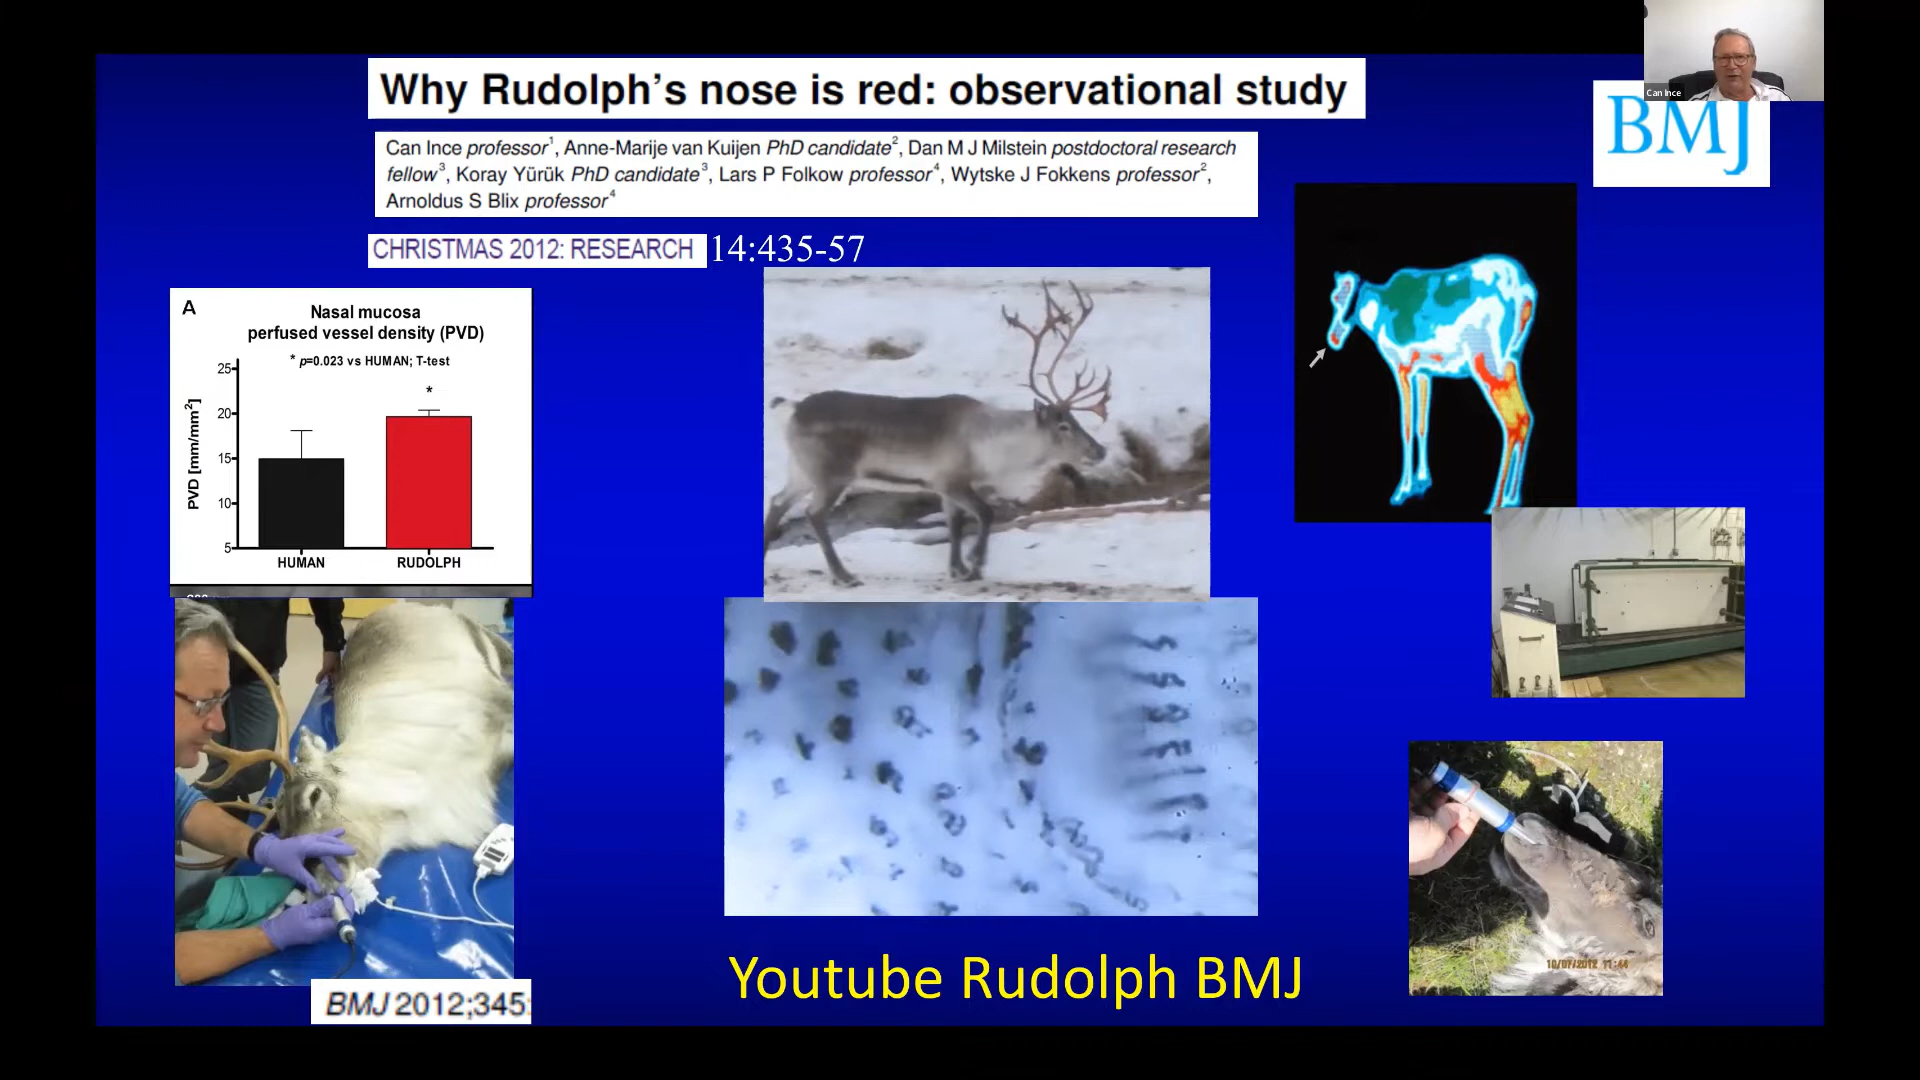 Why Rudolph's nose is red: observational study
Can Ince
BMJ
Can Ince professor¹, Anne-Marije van Kuijen PhD candidate², Dan M J Milstein postdoctoral research
fellow³, Koray Yürük PhD candidate³, Lars P Folkow professor⁴, Wytske J Fokkens professor²,
Arnoldus S Blix professor⁴
CHRISTMAS 2012: RESEARCH 14:435-57
A
Nasal mucosa
perfused vessel density (PVD)
* p=0.023 vs HUMAN; T-test
*
PVD [mm/mm²]
25
20
15
10
5
HUMAN RUDOLPH
10/07/2012 11:44
Youtube Rudolph BMJ
BMJ 2012;345: